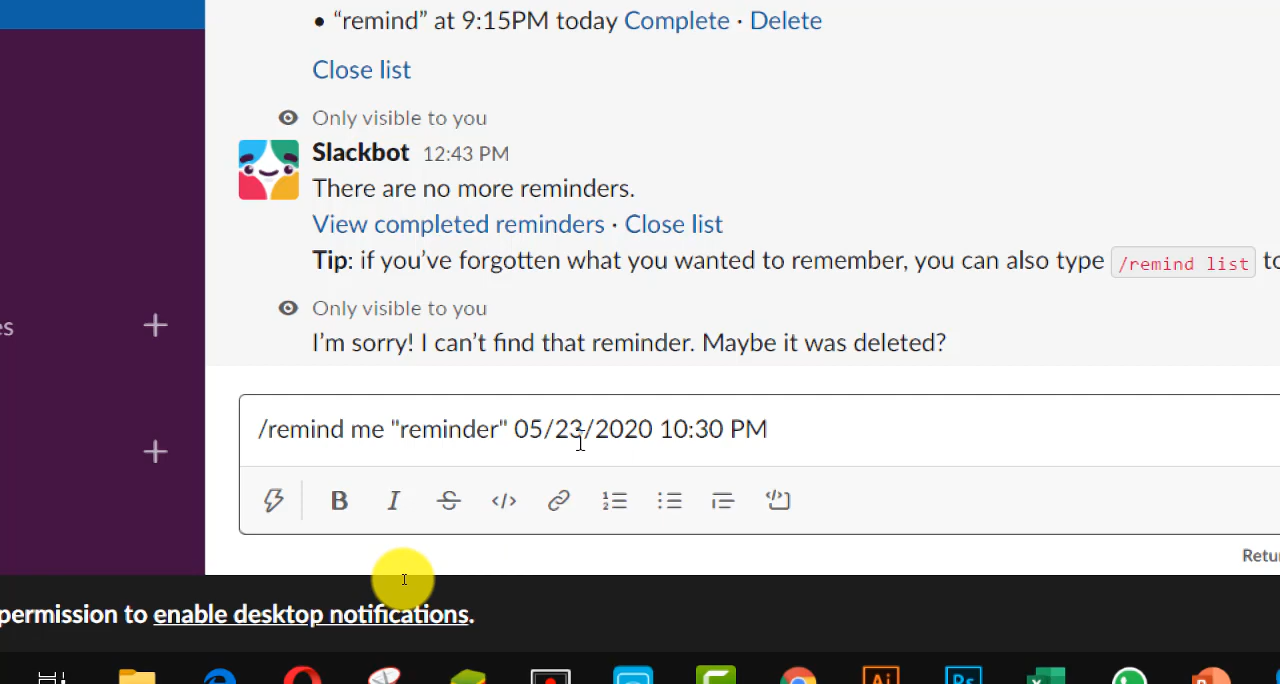 • “remind” at 9:15PM today Complete · Delete
Close list
Only visible to you
Slackbot 12:43 PM
There are no more reminders.
View completed reminders · Close list
Tip: if you’ve forgotten what you wanted to remember, you can also type /remind list
Only visible to you
I’m sorry! I can’t find that reminder. Maybe it was deleted?
/remind me "reminder" 05/23/2020 10:30 PM
B I S </>
permission to enable desktop notifications.
Ai Ps